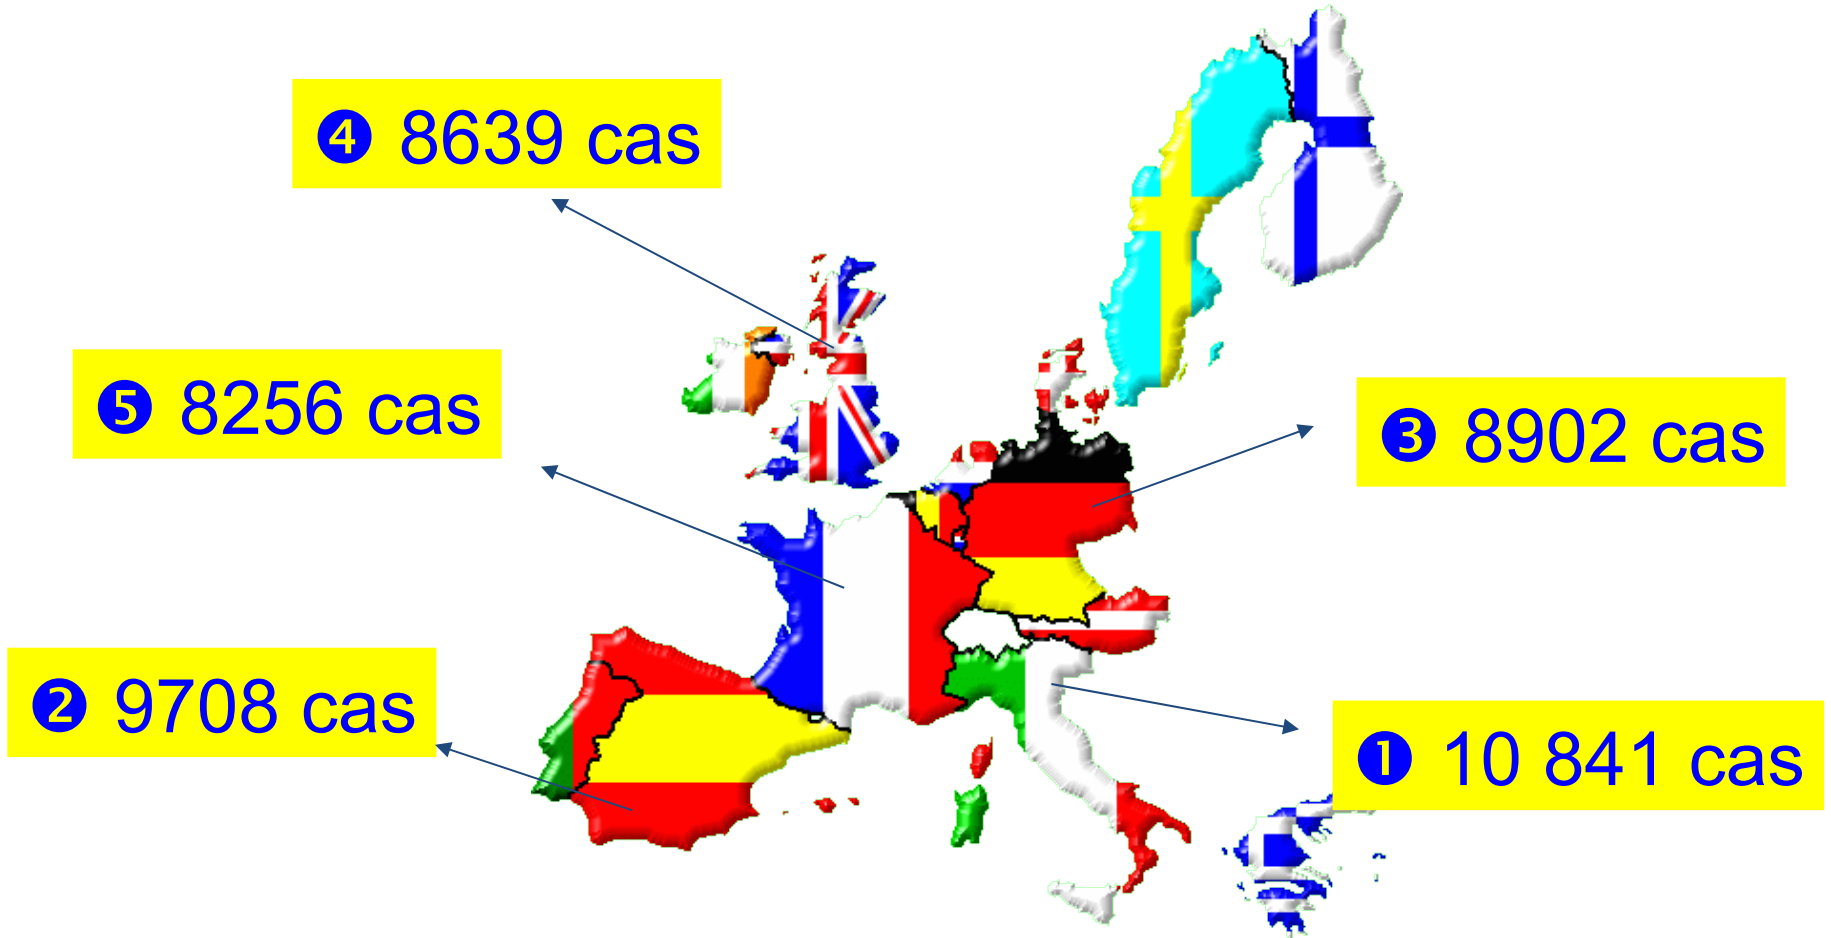 ❹ 8639 cas
❺ 8256 cas
❸ 8902 cas
❷ 9708 cas
❶ 10 841 cas